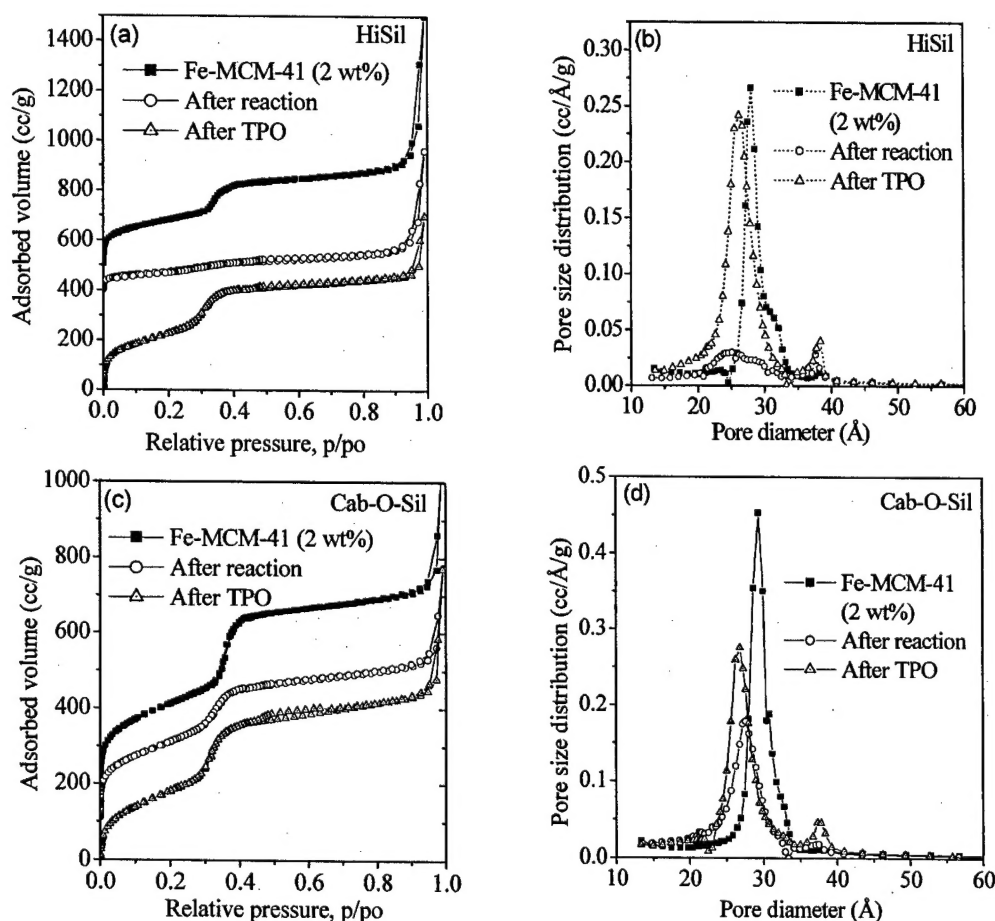 (a)
HiSil
Fe-MCM-41 (2 wt%)
After reaction
After TPO
Adsorbed volume (cc/g)
1400
1200
1000
800
600
400
200
0
0.0 0.2 0.4 0.6 0.8 1.0
Relative pressure, p/po
(b)
HiSil
Fe-MCM-41
(2 wt%)
After reaction
After TPO
Pore size distribution (cc/Å/g)
0.30
0.25
0.20
0.15
0.10
0.05
0.00
10 20 30 40 50 60
Pore diameter (Å)
(c)
Cab-O-Sil
Fe-MCM-41 (2 wt%)
After reaction
After TPO
Adsorbed volume (cc/g)
1000
800
600
400
200
0
0.0 0.2 0.4 0.6 0.8 1.0
Relative pressure, p/po
(d)
Cab-O-Sil
Fe-MCM-41
(2 wt%)
After reaction
After TPO
Pore size distribution (cc/Å/g)
0.5
0.4
0.3
0.2
0.1
0.0
10 20 30 40 50 60
Pore diameter (Å)